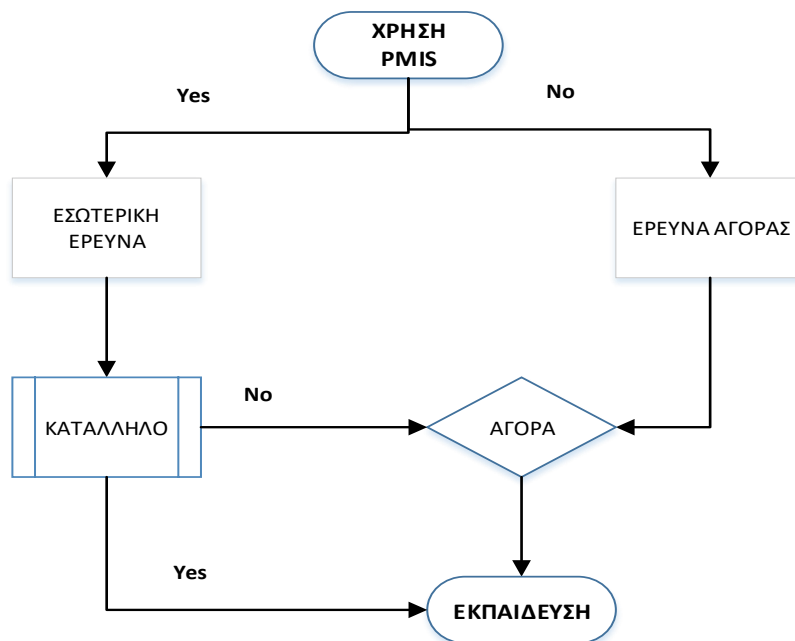 ΧΡΗΣΗ
PMIS
Yes
No
ΕΣΩΤΕΡΙΚΗ
ΕΡΕΥΝΑ
ΕΡΕΥΝΑ ΑΓΟΡΑΣ
ΚΑΤΑΛΛΗΛΟ
No
ΑΓΟΡΑ
Yes
ΕΚΠΑΙΔΕΥΣΗ